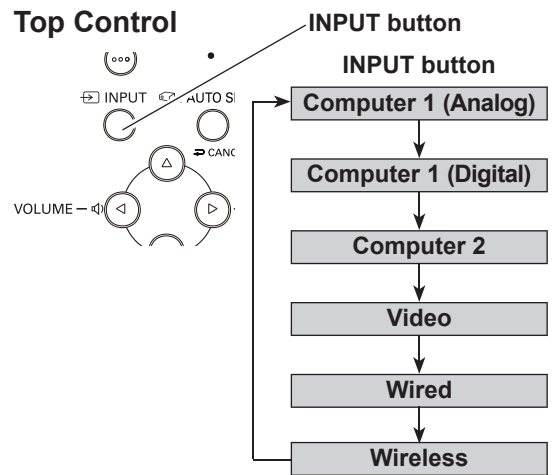 Top Control
INPUT button
INPUT button
INPUT
AUTO S
CANC
VOLUME –
Computer 1 (Analog)
Computer 1 (Digital)
Computer 2
Video
Wired
Wireless